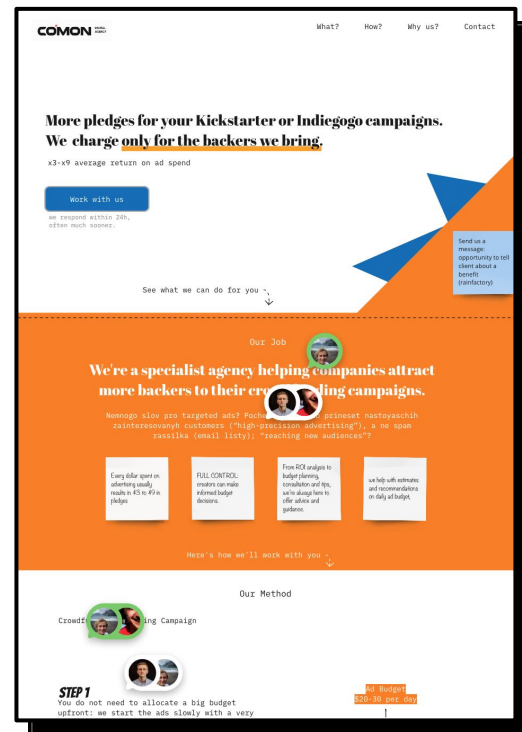 COMON DIGITAL AGENCY
What? How? Why us? Contact
More pledges for your Kickstarter or Indiegogo campaigns.
We charge only for the backers we bring.
x3-x9 average return on ad spend
Work with us
we respond within 24h,
often much sooner.
Send us a
message:
opportunity to tell
client about a
benefit
(rainfactory)
See what we can do for you
Our Job
We're a specialist agency helping companies attract
more backers to their ding campaigns.
Nemnogo slov pro targeted ads? prineset nastoyaschih
zainteresovanyh customers ("high-precision advertising"), a ne spam
rassilka (email listy); "reaching new audiences"?
Every dollar spent on
advertising usually
results in $3 to $9 in
pledges
FULL CONTROL:
creators can make
informed budget
decisions.
From ROI analysis to
budget planning,
consultation and tips,
we're always here to
offer advice and
guidance.
we help with estimates
and recommendations
on daily ad budget,
Here's how we'll work with you
Our Method
Crowdf ing Campaign
STEP 1
You do not need to allocate a big budget
upfront: we start the ads slowly with a very
Ad Budget
$20-30 per day